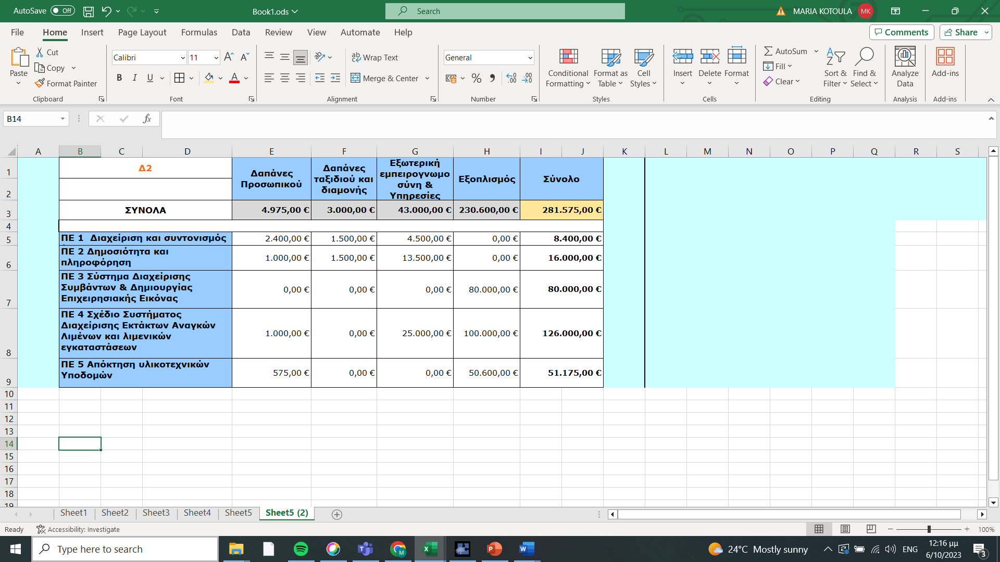 AutoSave Off Book1.ods Search MARIA KOTOULA MK
File Home Insert Page Layout Formulas Data Review View Automate Help Comments Share
Paste Cut Copy Format Painter Clipboard
Calibri 11 B I U A Font
Wrap Text Merge & Center Alignment
General % Number
Conditional Formatting Format as Table Cell Styles Styles
Insert Delete Format Cells
AutoSum Fill Clear Sort & Filter Find & Select Editing
Analyze Data Analysis
Add-ins Add-ins
B14 fx
A B C D E F G H I J K L M N O P Q R S
1 Δ2 Δαπάνες Προσωπικού Δαπάνες ταξιδιού και διαμονής Εξωτερική εμπειρογνωμο σύνη & Υπηρεσίες Εξοπλισμός Σύνολο
2
3 ΣΥΝΟΛΑ 4.975,00 € 3.000,00 € 43.000,00 € 230.600,00 € 281.575,00 €
4
5 ΠΕ 1 Διαχείριση και συντονισμός 2.400,00 € 1.500,00 € 4.500,00 € 0,00 € 8.400,00 €
6 ΠΕ 2 Δημοσιότητα και πληροφόρηση 1.000,00 € 1.500,00 € 13.500,00 € 0,00 € 16.000,00 €
7 ΠΕ 3 Σύστημα Διαχείρισης Συμβάντων & Δημιουργίας Επιχειρησιακής Εικόνας 0,00 € 0,00 € 0,00 € 80.000,00 € 80.000,00 €
8 ΠΕ 4 Σχέδιο Συστήματος Διαχείρισης Εκτάκτων Αναγκών Λιμένων και λιμενικών εγκαταστάσεων 1.000,00 € 0,00 € 25.000,00 € 100.000,00 € 126.000,00 €
9 ΠΕ 5 Απόκτηση υλικοτεχνικών Υποδομών 575,00 € 0,00 € 0,00 € 50.600,00 € 51.175,00 €
10
11
12
13
14
15
16
17
18
19
Sheet1 Sheet2 Sheet3 Sheet4 Sheet5 Sheet5 (2)
Ready Accessibility: Investigate 100%
Type here to search 24°C Mostly sunny ENG 12:16 μμ
6/10/2023 3